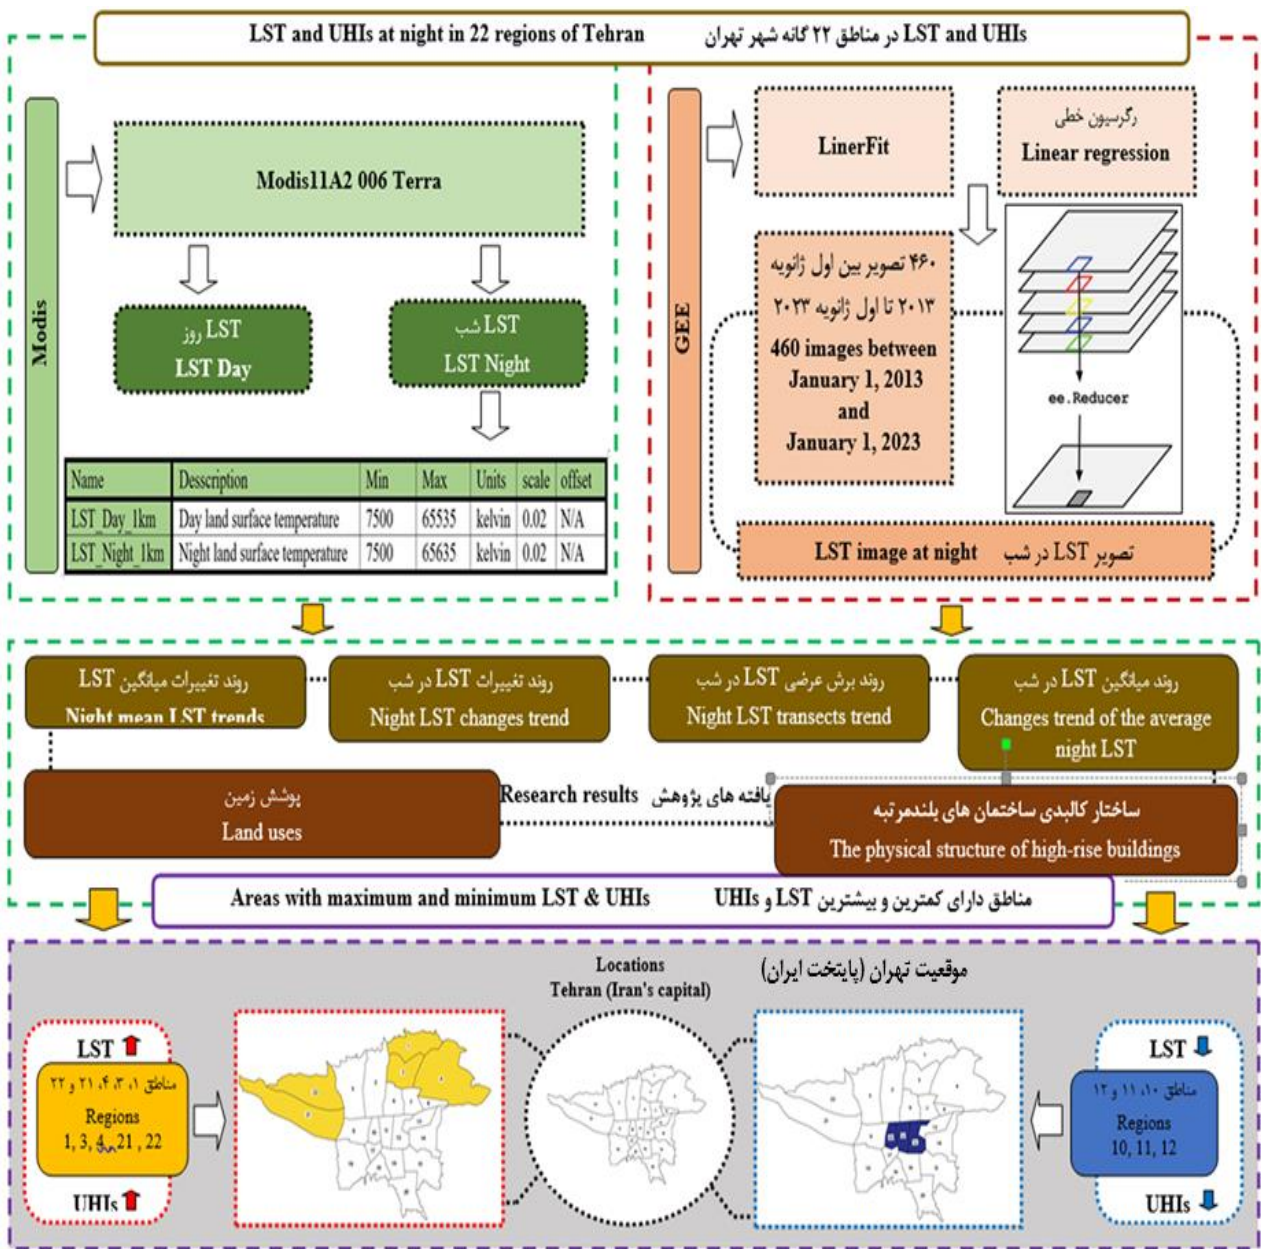 LST and UHIs at night in 22 regions of Tehran
LST and UHIs در مناطق ۲۲ گانه شهر تهران
Modis
Modis11A2 006 Terra
LST روز
LST Day
LST شب
LST Night
Name Desscription Min Max Units scale offset
LST_Day_1km Day land surface temperature 7500 65535 kelvin 0.02 N/A
LST_Night_1km Night land surface temperature 7500 65635 kelvin 0.02 N/A
GEE
LinerFit
رگرسیون خطی
Linear regression
۴۶۰ تصویر بین اول ژانویه
۲۰۱۳ تا اول ژانویه ۲۰۲۳
460 images between
January 1, 2013
and
January 1, 2023
ee.Reducer
LST image at night تصویر LST در شب
روند تغییرات میانگین LST
Night mean LST trends
روند تغییرات LST در شب
Night LST changes trend
روند برش عرضی LST در شب
Night LST transects trend
روند میانگین LST در شب
Changes trend of the average
night LST
پوشش زمین
Land uses
Research results یافته های پژوهش
ساختار کالبدی ساختمان های بلندمرتبه
The physical structure of high-rise buildings
Areas with maximum and minimum LST & UHIs
مناطق دارای کمترین و بیشترین LST و UHIs
Locations
Tehran (Iran's capital)
موقعیت تهران (پایتخت ایران)
LST
مناطق ۱، ۳، ۴، ۲۱ و ۲۲
Regions
1, 3, 4, 21 , 22
UHIs
LST
مناطق ۱۰، ۱۱ و ۱۲
Regions
10, 11, 12
UHIs